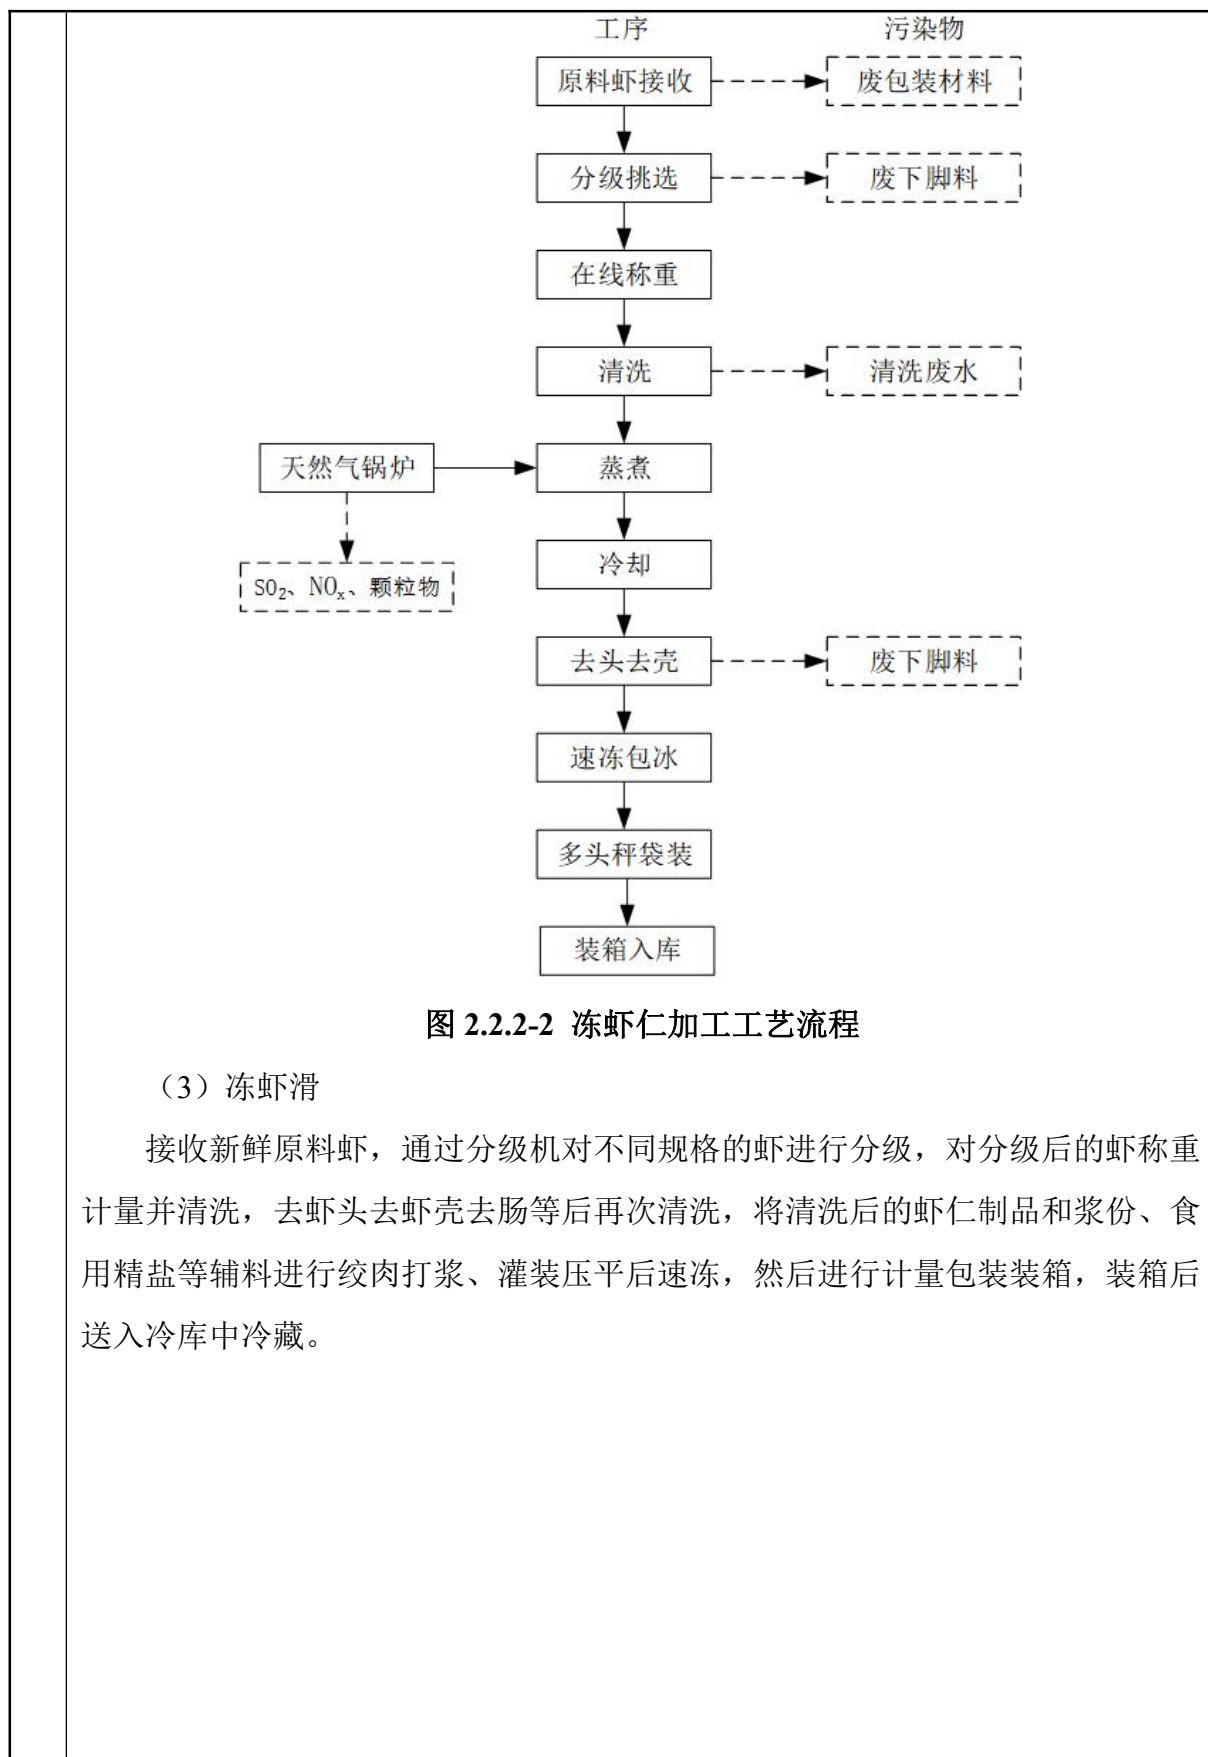 工序 污染物
原料虾接收 废包装材料
分级挑选 废下脚料
在线称重
清洗 清洗废水
天然气锅炉 蒸煮
冷却
SO₂、NOₓ、颗粒物
去头去壳 废下脚料
速冻包冰
多头秤袋装
装箱入库
图 2.2.2-2 冻虾仁加工工艺流程
（3）冻虾滑
接收新鲜原料虾，通过分级机对不同规格的虾进行分级，对分级后的虾称重
计量并清洗，去虾头去虾壳去肠等后再次清洗，将清洗后的虾仁制品和浆份、食
用精盐等辅料进行绞肉打浆、灌装压平后速冻，然后进行计量包装装箱，装箱后
送入冷库中冷藏。